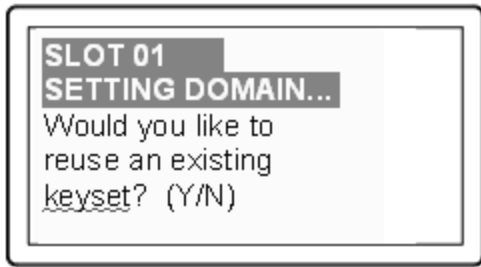 SLOT 01
SETTING DOMAIN...
Would you like to
reuse an existing
keyset? (Y/N)